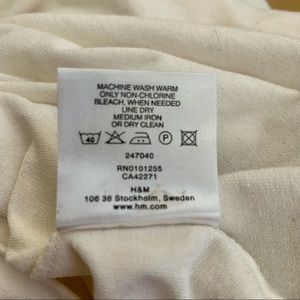 MACHINE WASH WARM
ONLY NON-CHLORINE
BLEACH, WHEN NEEDED
LINE DRY
MEDIUM IRON
OR DRY CLEAN
40 P
247040
RN0101255
CA42271
H&M
106 38 Stockholm, Sweden
www.hm.com